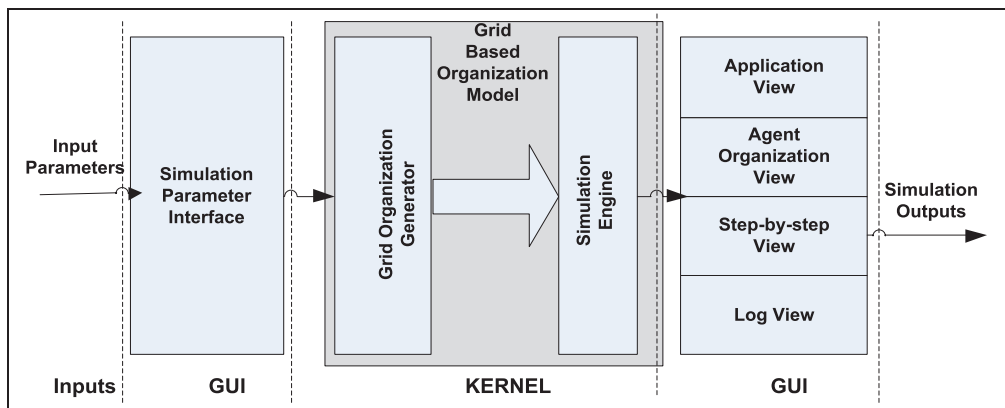 Input
Parameters
Simulation
Parameter
Interface
Grid
Based
Organization
Model
Grid Organization
Generator
Simulation
Engine
Application
View
Agent
Organization
View
Step-by-step
View
Log View
Simulation
Outputs
Inputs
GUI
KERNEL
GUI